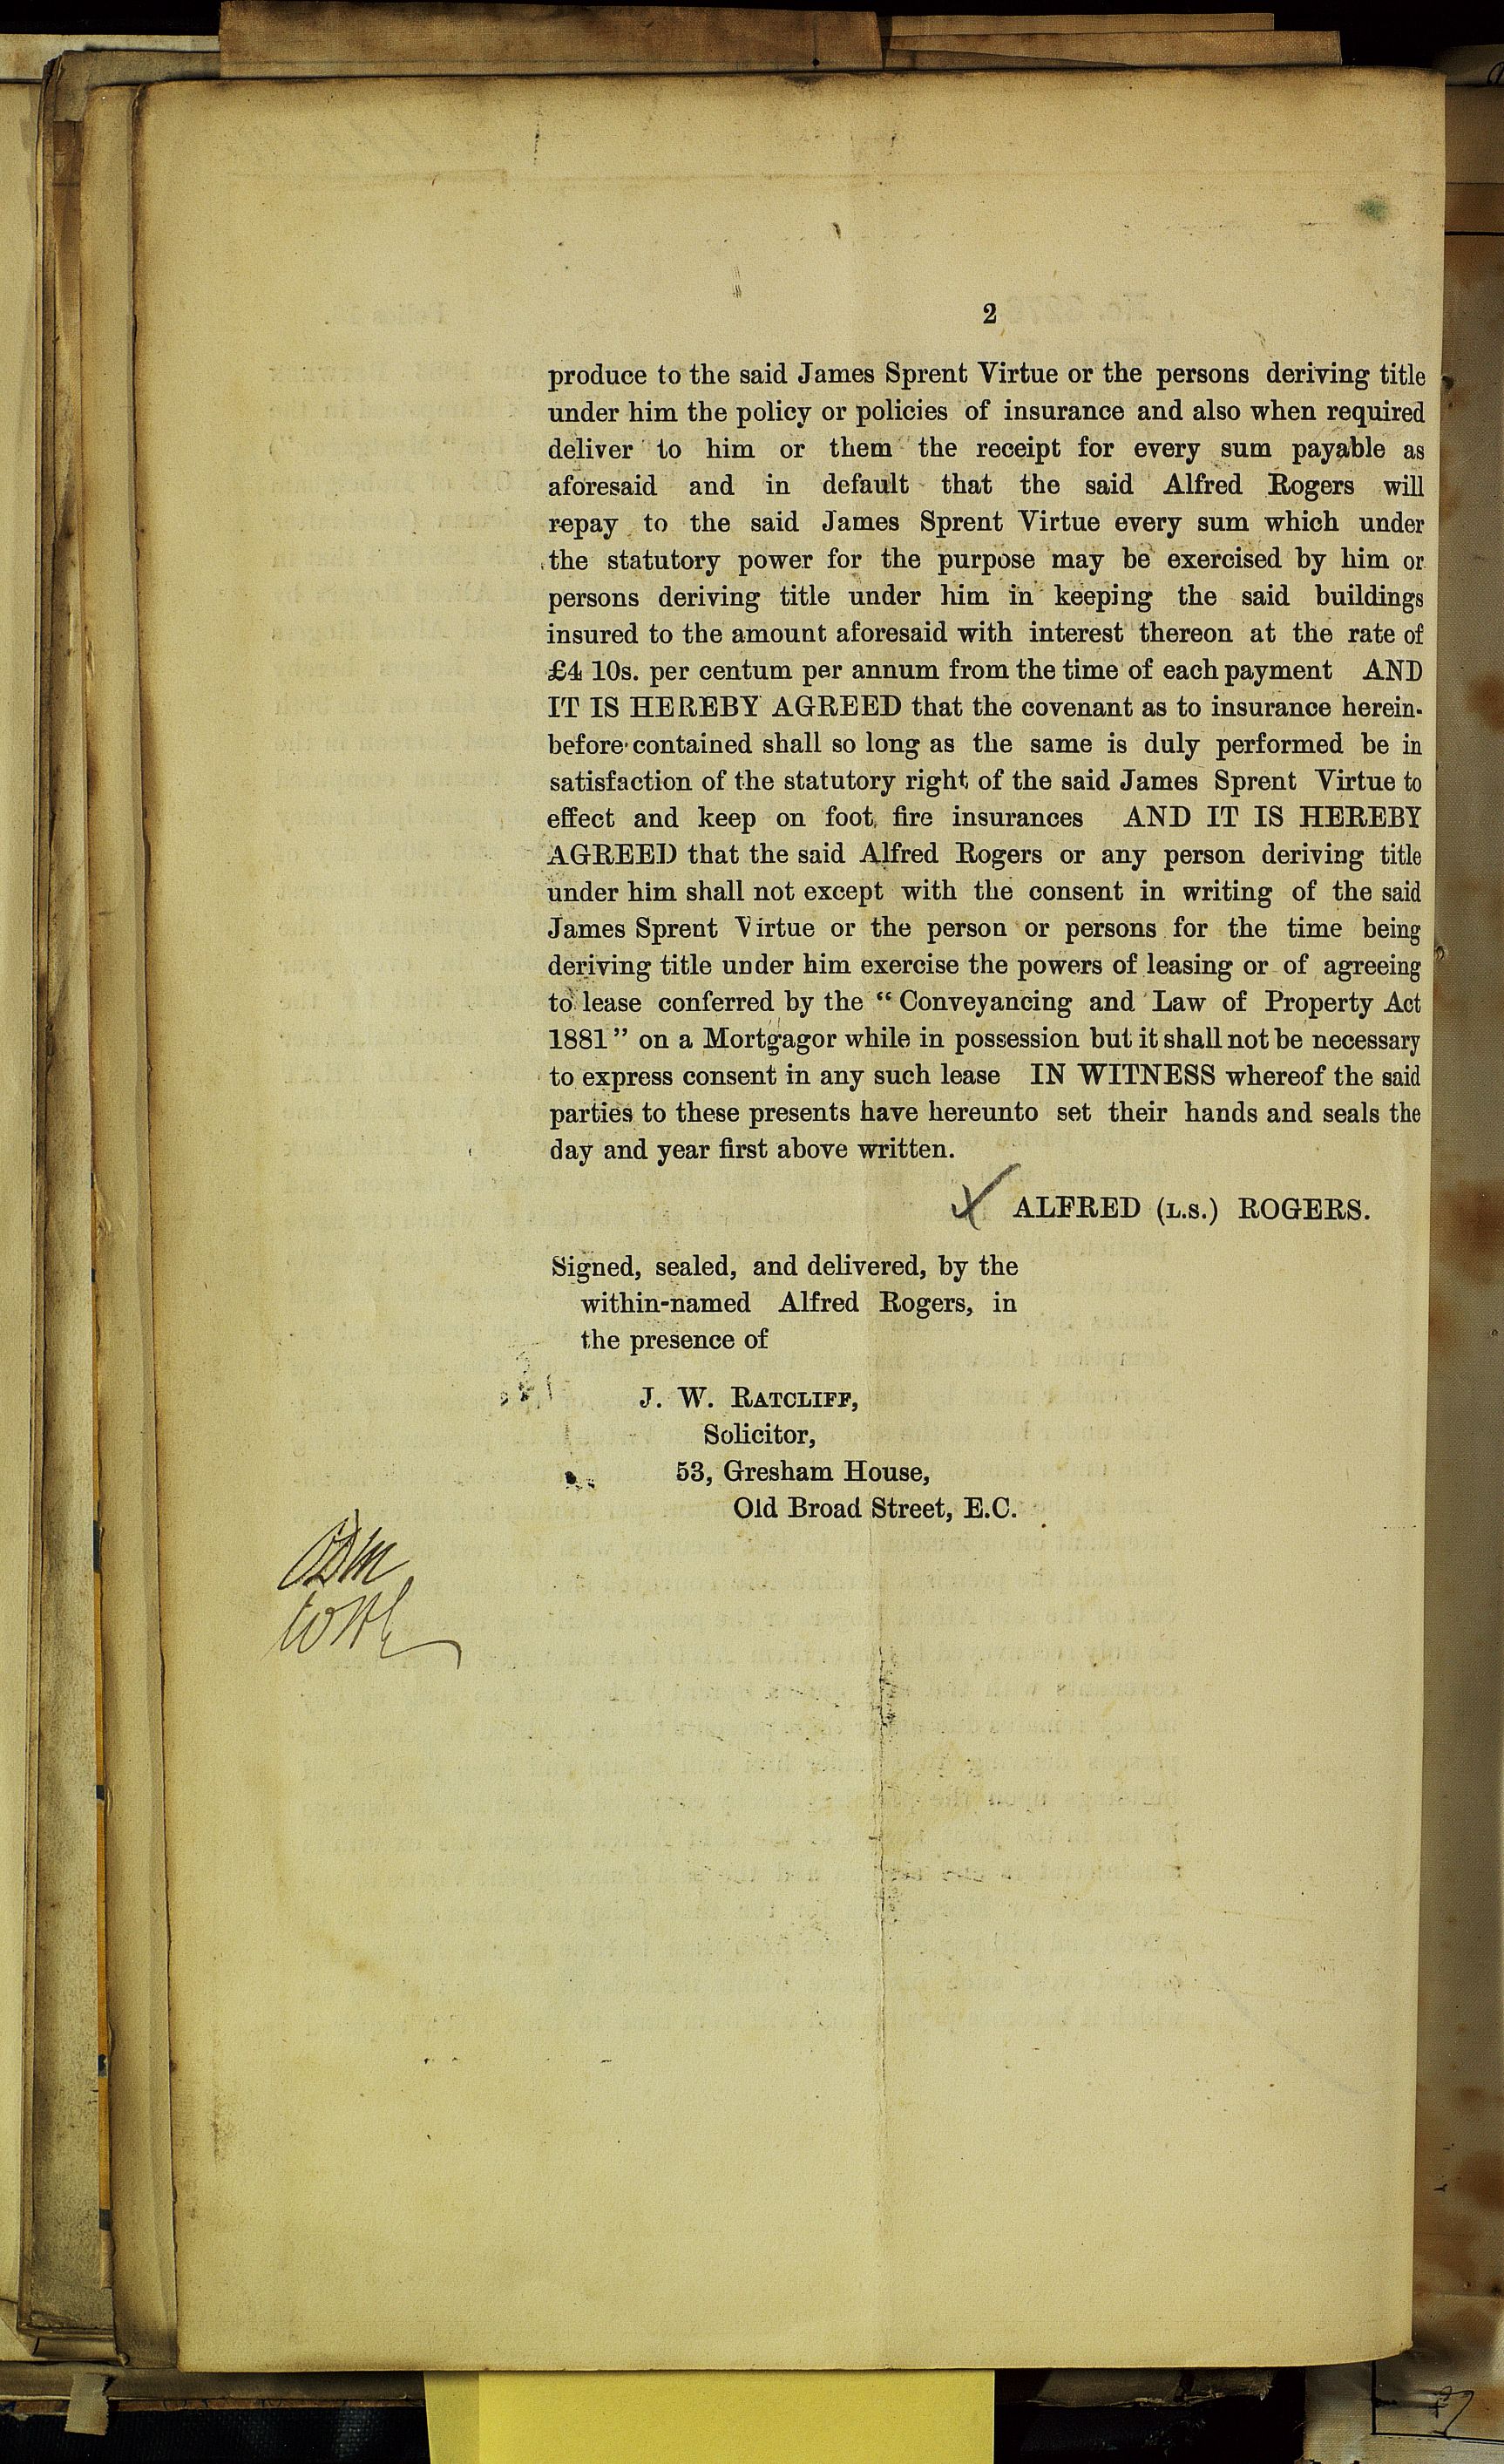 2
produce to the said James Sprent Virtue or the persons deriving title
under him the policy or policies of insurance and also when required
deliver to him or them the receipt for every sum payable as
aforesaid and in default that the said Alfred Rogers will
repay to the said James Sprent Virtue every sum which under
the statutory power for the purpose may be exercised by him or
persons deriving title under him in keeping the said buildings
insured to the amount aforesaid with interest thereon at the rate of
£4 10s. per centum per annum from the time of each payment AND
IT IS HEREBY AGREED that the covenant as to insurance herein-
before contained shall so long as the same is duly performed be in
satisfaction of the statutory right of the said James Sprent Virtue to
effect and keep on foot fire insurances AND IT IS HEREBY
AGREED that the said Alfred Rogers or any person deriving title
under him shall not except with the consent in writing of the said
James Sprent Virtue or the person or persons for the time being
deriving title under him exercise the powers of leasing or of agreeing
to lease conferred by the “Conveyancing and Law of Property Act
1881” on a Mortgagor while in possession but it shall not be necessary
to express consent in any such lease IN WITNESS whereof the said
parties to these presents have hereunto set their hands and seals the
day and year first above written.
ALFRED (L.S.) ROGERS.
Signed, sealed, and delivered, by the
within-named Alfred Rogers, in
the presence of
J. W. RATCLIFF,
Solicitor,
53, Gresham House,
Old Broad Street, E.C.